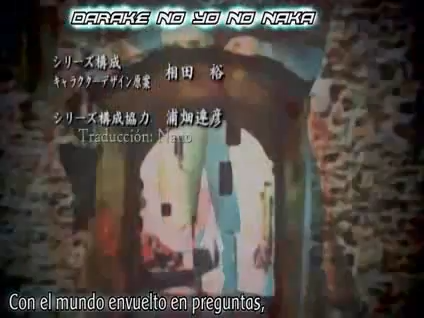 DARAKE NO YO NO NAKA
シリーズ構成
キャラクターデザイン原案 相田 裕
シリーズ構成協力 浦畑達彦
Traducción: Nano
Con el mundo envuelto en preguntas,